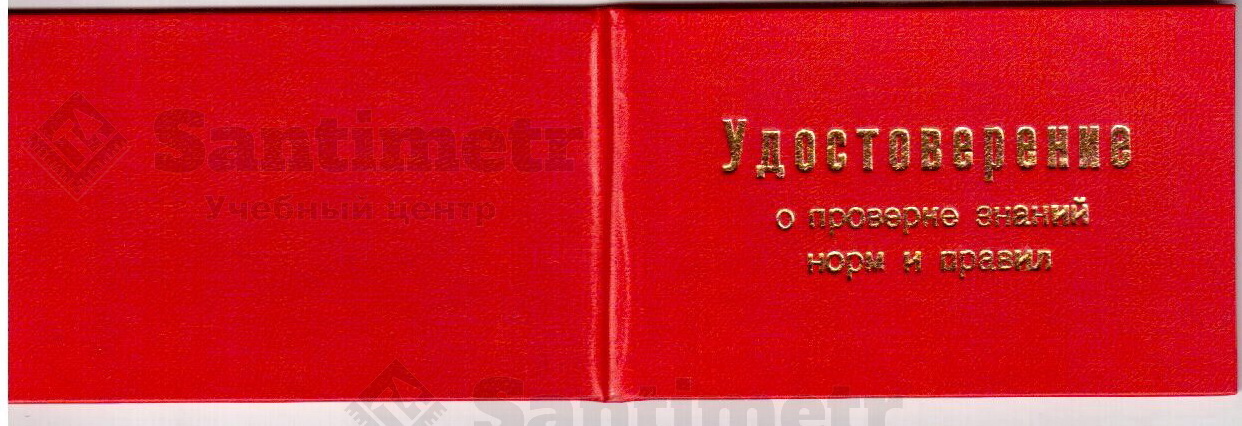 Santimetr
Учебный центр
Удостоверение
о проверке знаний
норм и правил
Santimetr